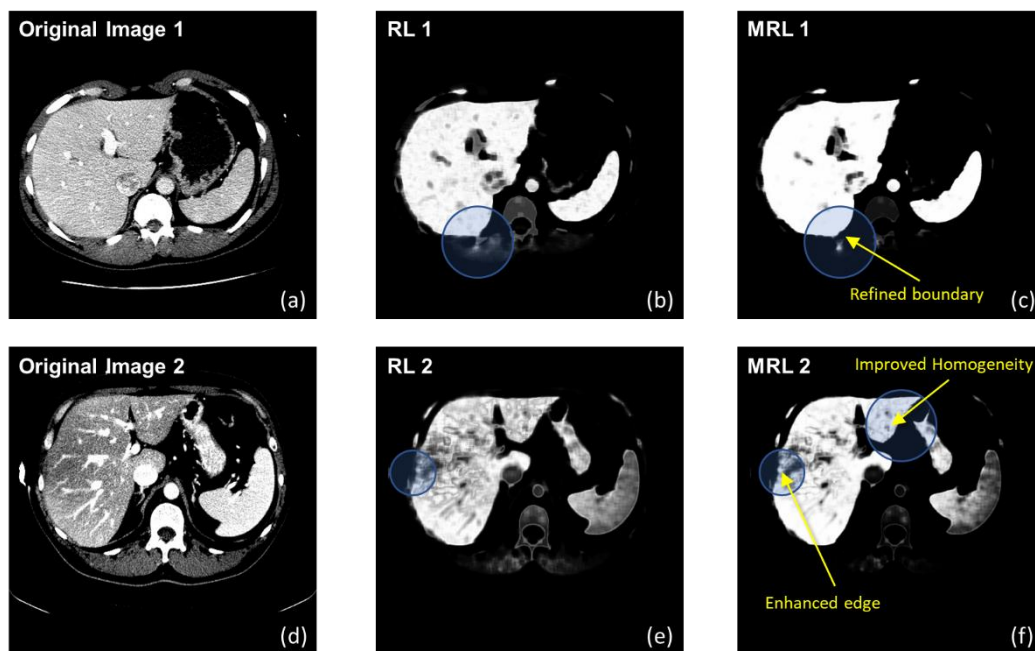 Original Image 1
RL 1
MRL 1
Refined boundary
(a)
(b)
(c)
Original Image 2
RL 2
MRL 2
Improved Homogeneity
Enhanced edge
(d)
(e)
(f)